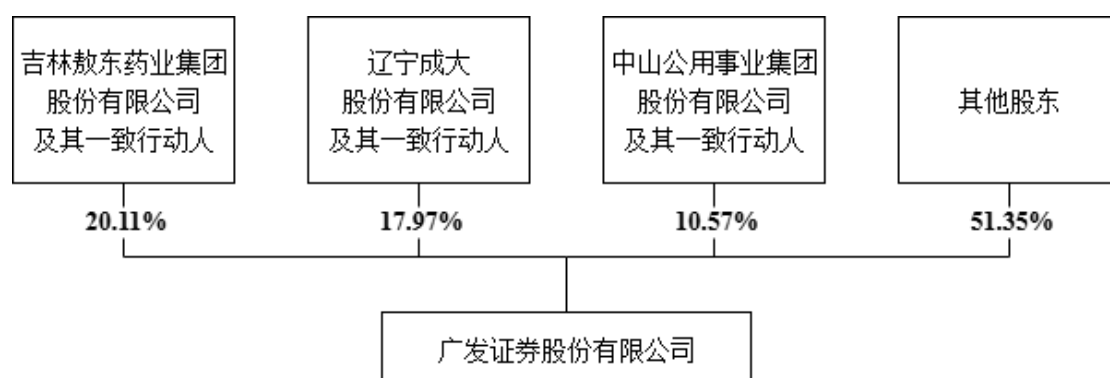 吉林敖东药业集团
股份有限公司
及其一致行动人
辽宁成大
股份有限公司
及其一致行动人
中山公用事业集团
股份有限公司
及其一致行动人
其他股东
20.11%
17.97%
10.57%
51.35%
广发证券股份有限公司